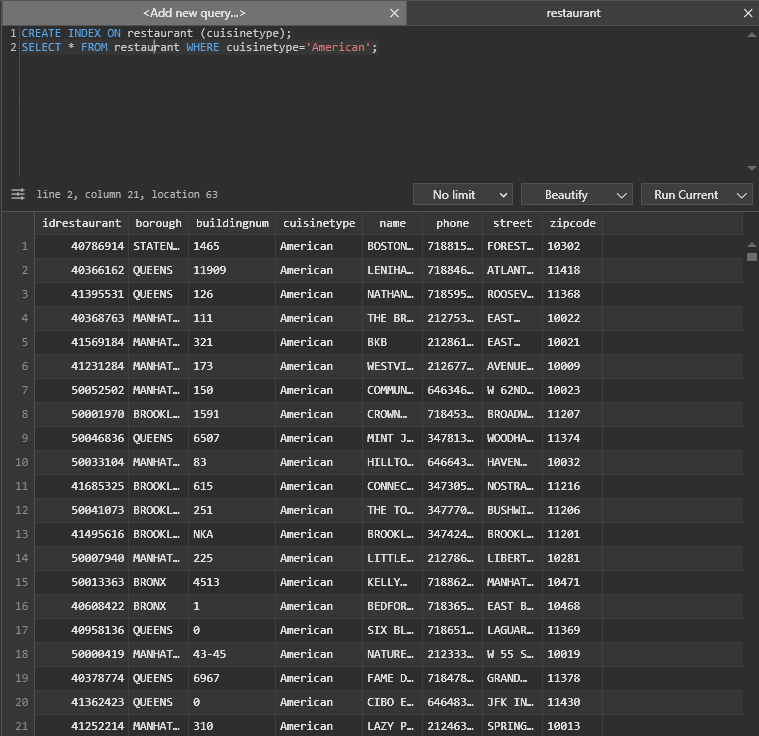 <Add new query...>
restaurant
1 CREATE INDEX ON restaurant (cuisinetype);
2 SELECT * FROM restaurant WHERE cuisinetype='American';
line 2, column 21, location 63
No limit
Beautify
Run Current
idrestaurant borough buildingnum cuisinetype name phone street zipcode
1 40786914 STATEN… 1465 American BOSTON… 718815… FOREST… 10302
2 40366162 QUEENS 11909 American LENIHA… 718846… ATLANT… 11418
3 41395531 QUEENS 126 American NATHAN… 718595… ROOSEV… 11368
4 40368763 MANHAT… 111 American THE BR… 212753… EAST… 10022
5 41569184 MANHAT… 321 American BKB 212861… EAST… 10021
6 41231284 MANHAT… 173 American WESTVI… 212677… AVENUE… 10009
7 50052502 MANHAT… 150 American COMMUN… 646346… W 62ND… 10023
8 50001970 BROOKL… 1591 American CROWN… 718453… BROADW… 11207
9 50046836 QUEENS 6507 American MINT J… 347813… WOODHA… 11374
10 50033104 MANHAT… 83 American HILLTO… 646643… HAVEN… 10032
11 41685325 BROOKL… 615 American CONNEC… 347305… NOSTRA… 11216
12 50041073 BROOKL… 251 American THE TO… 347770… BUSHWI… 11206
13 41495616 BROOKL… NKA American BROOKL… 347424… BROOKL… 11201
14 50007940 MANHAT… 225 American LITTLE… 212786… LIBERT… 10281
15 50013363 BRONX 4513 American KELLY… 718862… MANHAT… 10471
16 40608422 BRONX 1 American BEDFOR… 718365… EAST B… 10468
17 40958136 QUEENS 0 American SIX BL… 718651… LAGUAR… 11369
18 50000419 MANHAT… 43-45 American NATURE… 212333… W 55 S… 10019
19 40378774 QUEENS 6967 American FAME D… 718478… GRAND… 11378
20 41362423 QUEENS 0 American CIBO E… 646483… JFK IN… 11430
21 41252214 MANHAT… 310 American LAZY P… 212463… SPRING… 10013